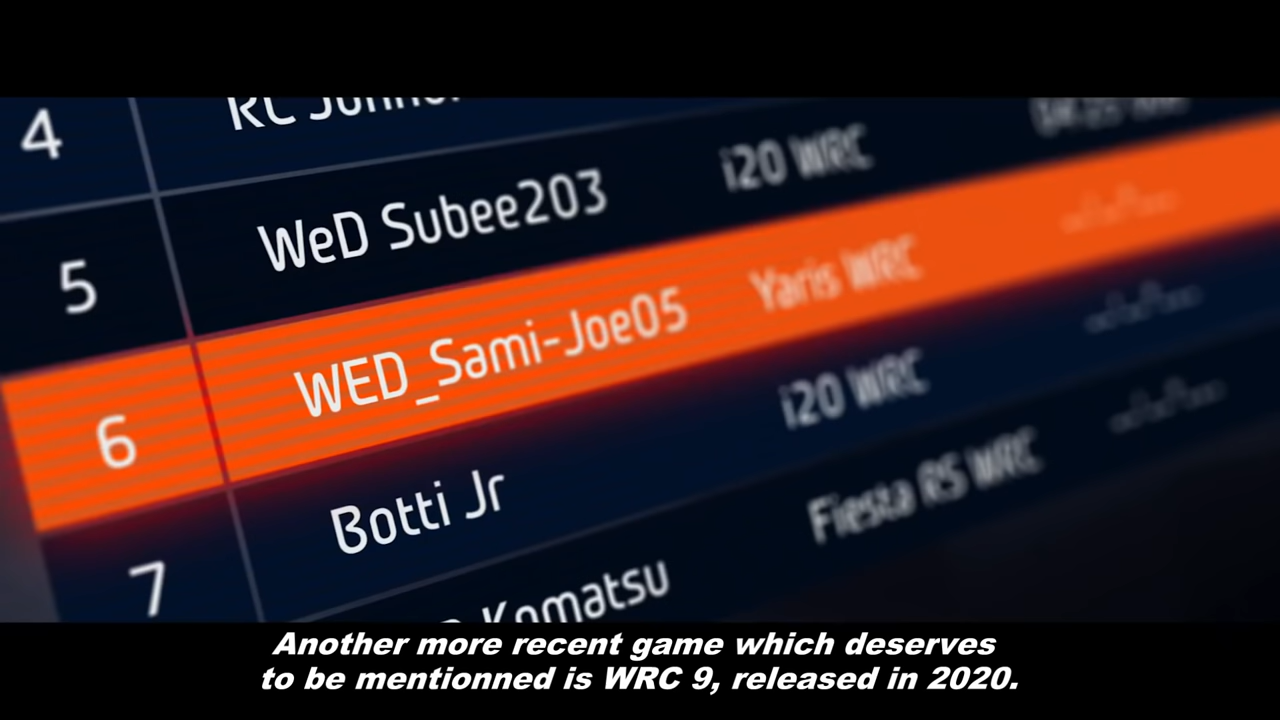 4
5 WeD Subee203 i20 WRC
6 WED_Sami-Joe05 Yaris WRC
7 Botti Jr i20 WRC
Komatsu Fiesta RS WRC
Another more recent game which deserves
to be mentionned is WRC 9, released in 2020.